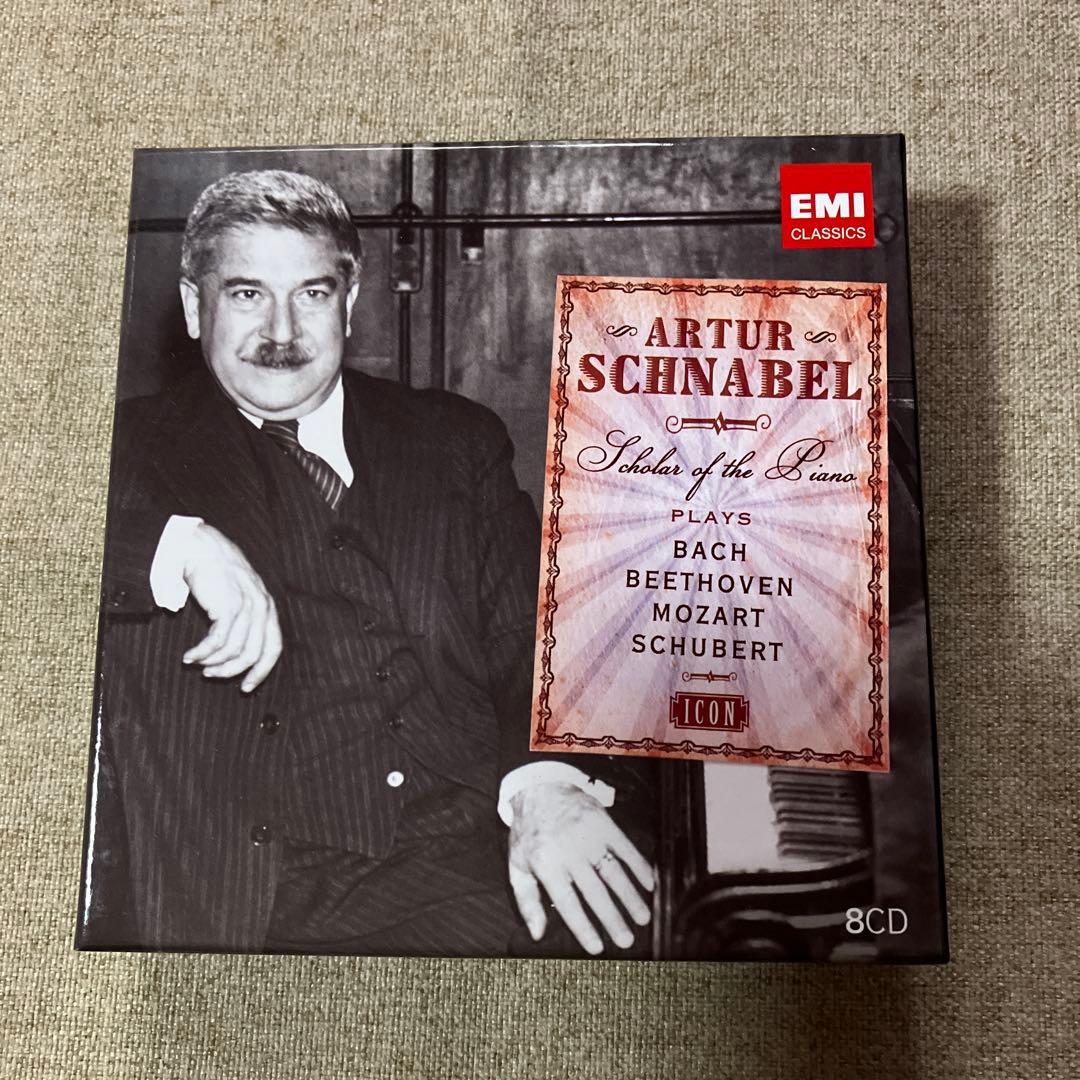 EMI
CLASSICS
ARTUR
SCHNABEL
Scholar of the Piano
PLAYS
BACH
BEETHOVEN
MOZART
SCHUBERT
ICON
8CD